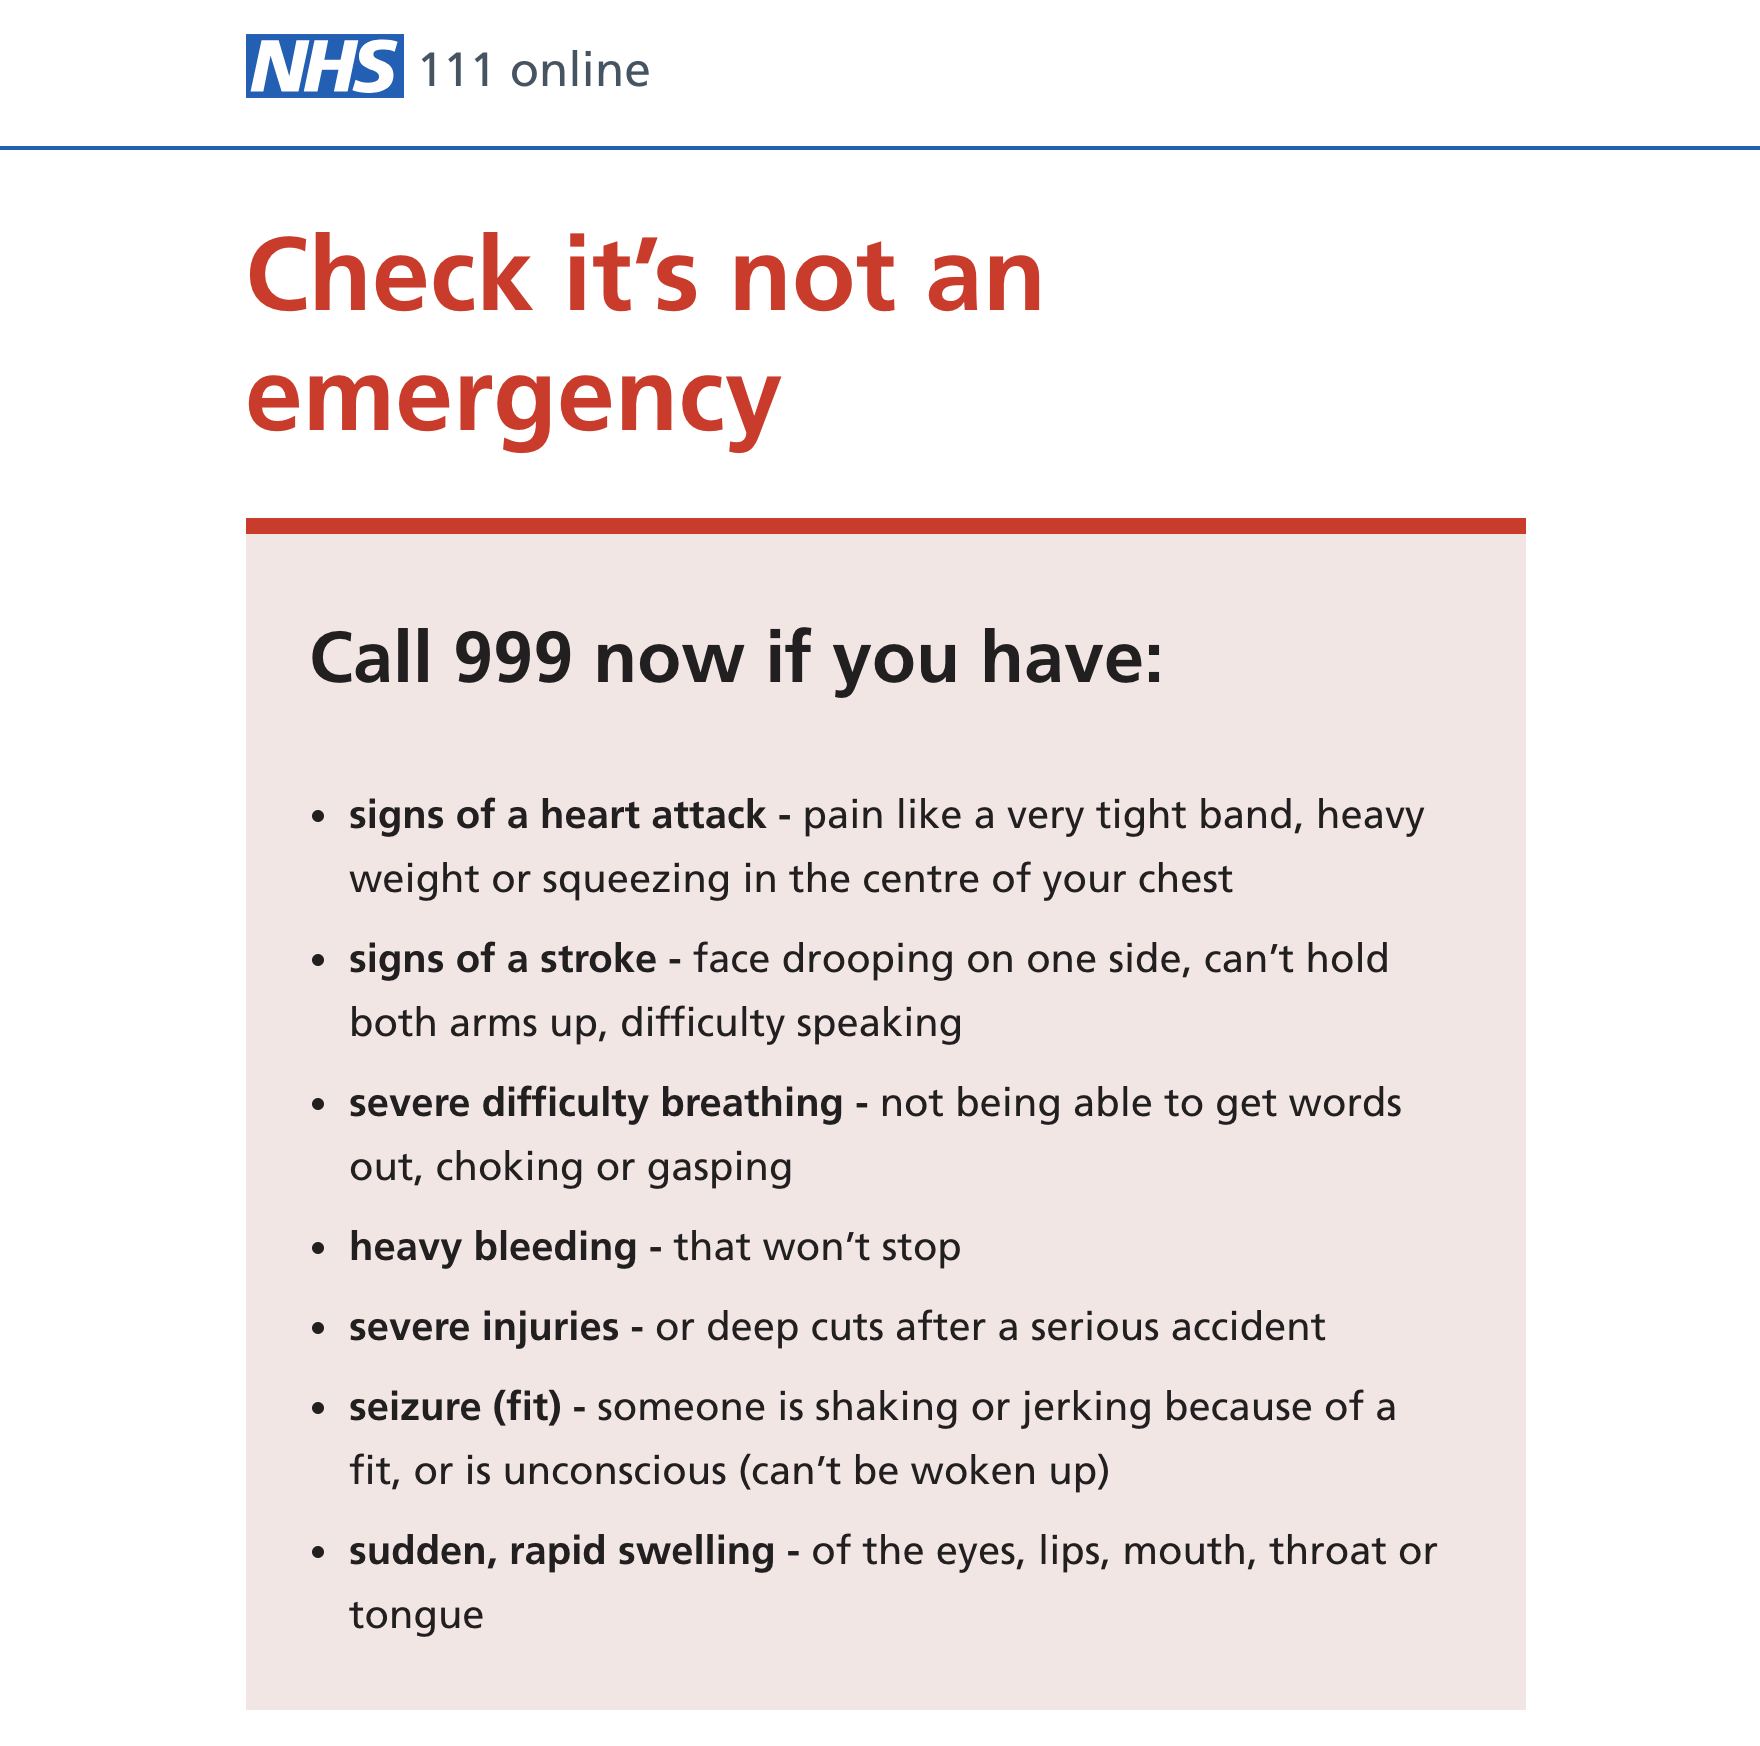 NHS 111 online
Check it’s not an
emergency
Call 999 now if you have:
• signs of a heart attack - pain like a very tight band, heavy
weight or squeezing in the centre of your chest
• signs of a stroke - face drooping on one side, can’t hold
both arms up, difficulty speaking
• severe difficulty breathing - not being able to get words
out, choking or gasping
• heavy bleeding - that won’t stop
• severe injuries - or deep cuts after a serious accident
• seizure (fit) - someone is shaking or jerking because of a
fit, or is unconscious (can’t be woken up)
• sudden, rapid swelling - of the eyes, lips, mouth, throat or
tongue